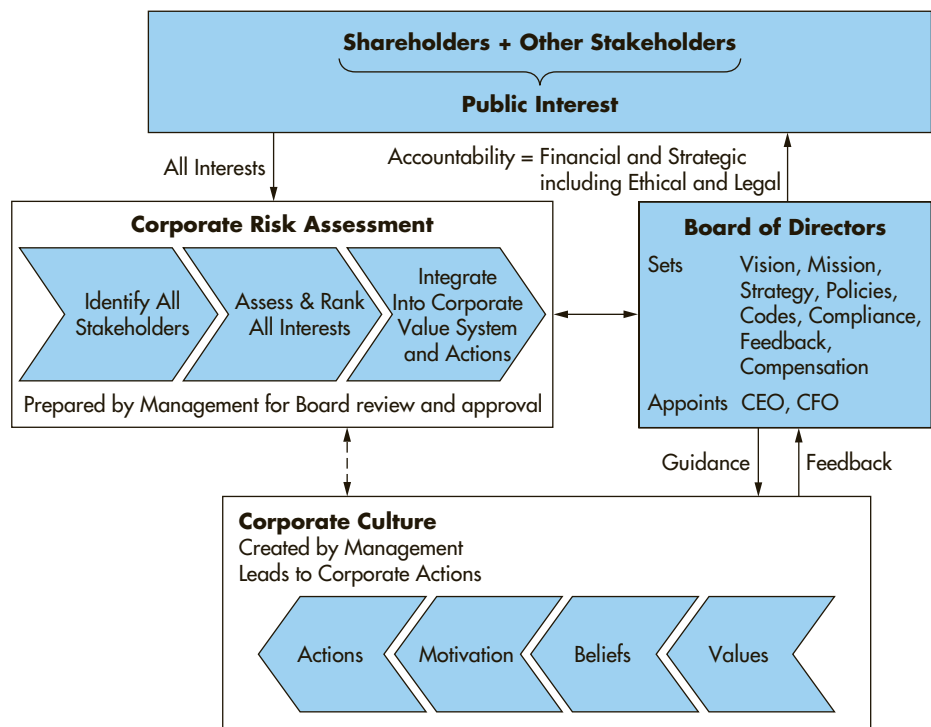 Shareholders + Other Stakeholders
Public Interest
All Interests
Accountability = Financial and Strategic
including Ethical and Legal
Corporate Risk Assessment
Identify All
Stakeholders
Assess & Rank
All Interests
Integrate
Into Corporate
Value System
and Actions
Prepared by Management for Board review and approval
Board of Directors
Sets Vision, Mission,
Strategy, Policies,
Codes, Compliance,
Feedback,
Compensation
Appoints CEO, CFO
Guidance
Feedback
Corporate Culture
Created by Management
Leads to Corporate Actions
Actions
Motivation
Beliefs
Values